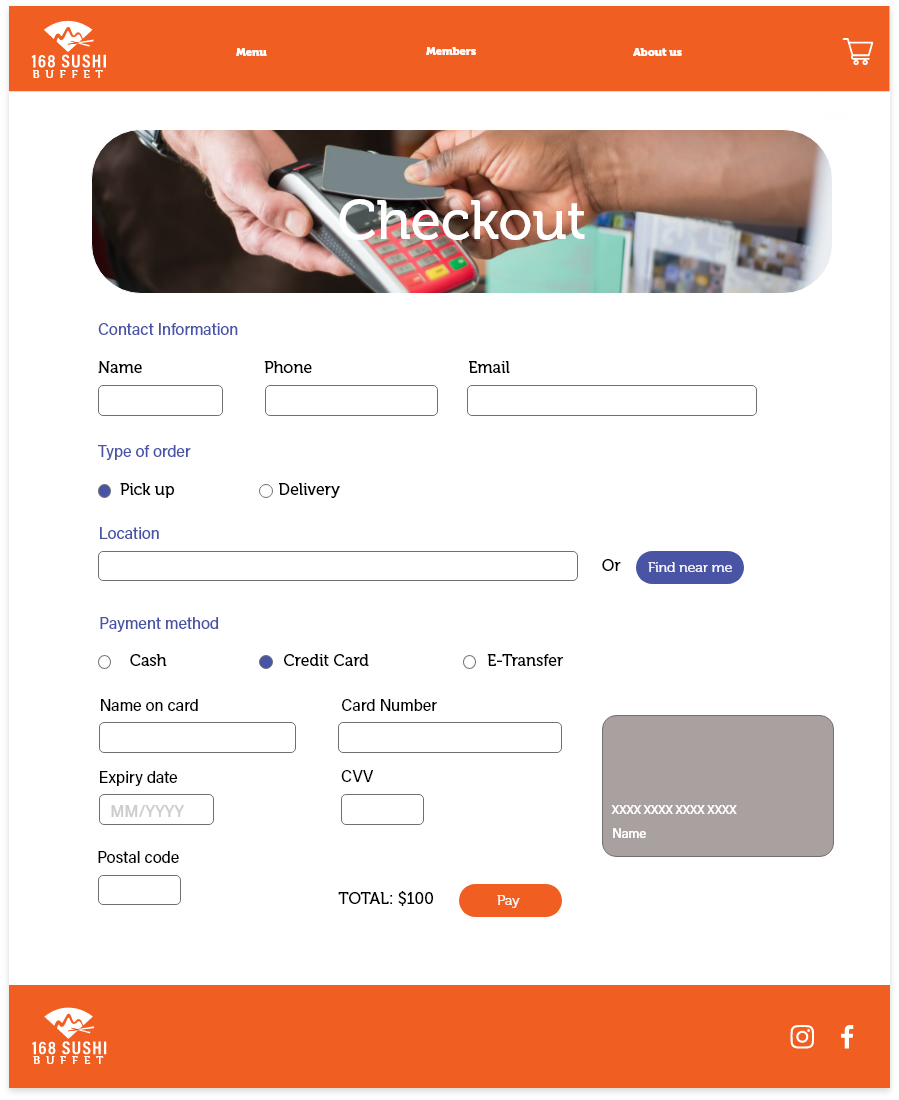 168 SUSHI
BUFFET
Menu
Members
About us
Checkout
Contact Information
Name
Phone
Email
Type of order
Pick up
Delivery
Location
Or
Find near me
Payment method
Cash
Credit Card
E-Transfer
Name on card
Card Number
Expiry date
CVV
MM/YYYY
XXXX XXXX XXXX XXXX
Name
Postal code
TOTAL: $100
Pay
168 SUSHI
BUFFET